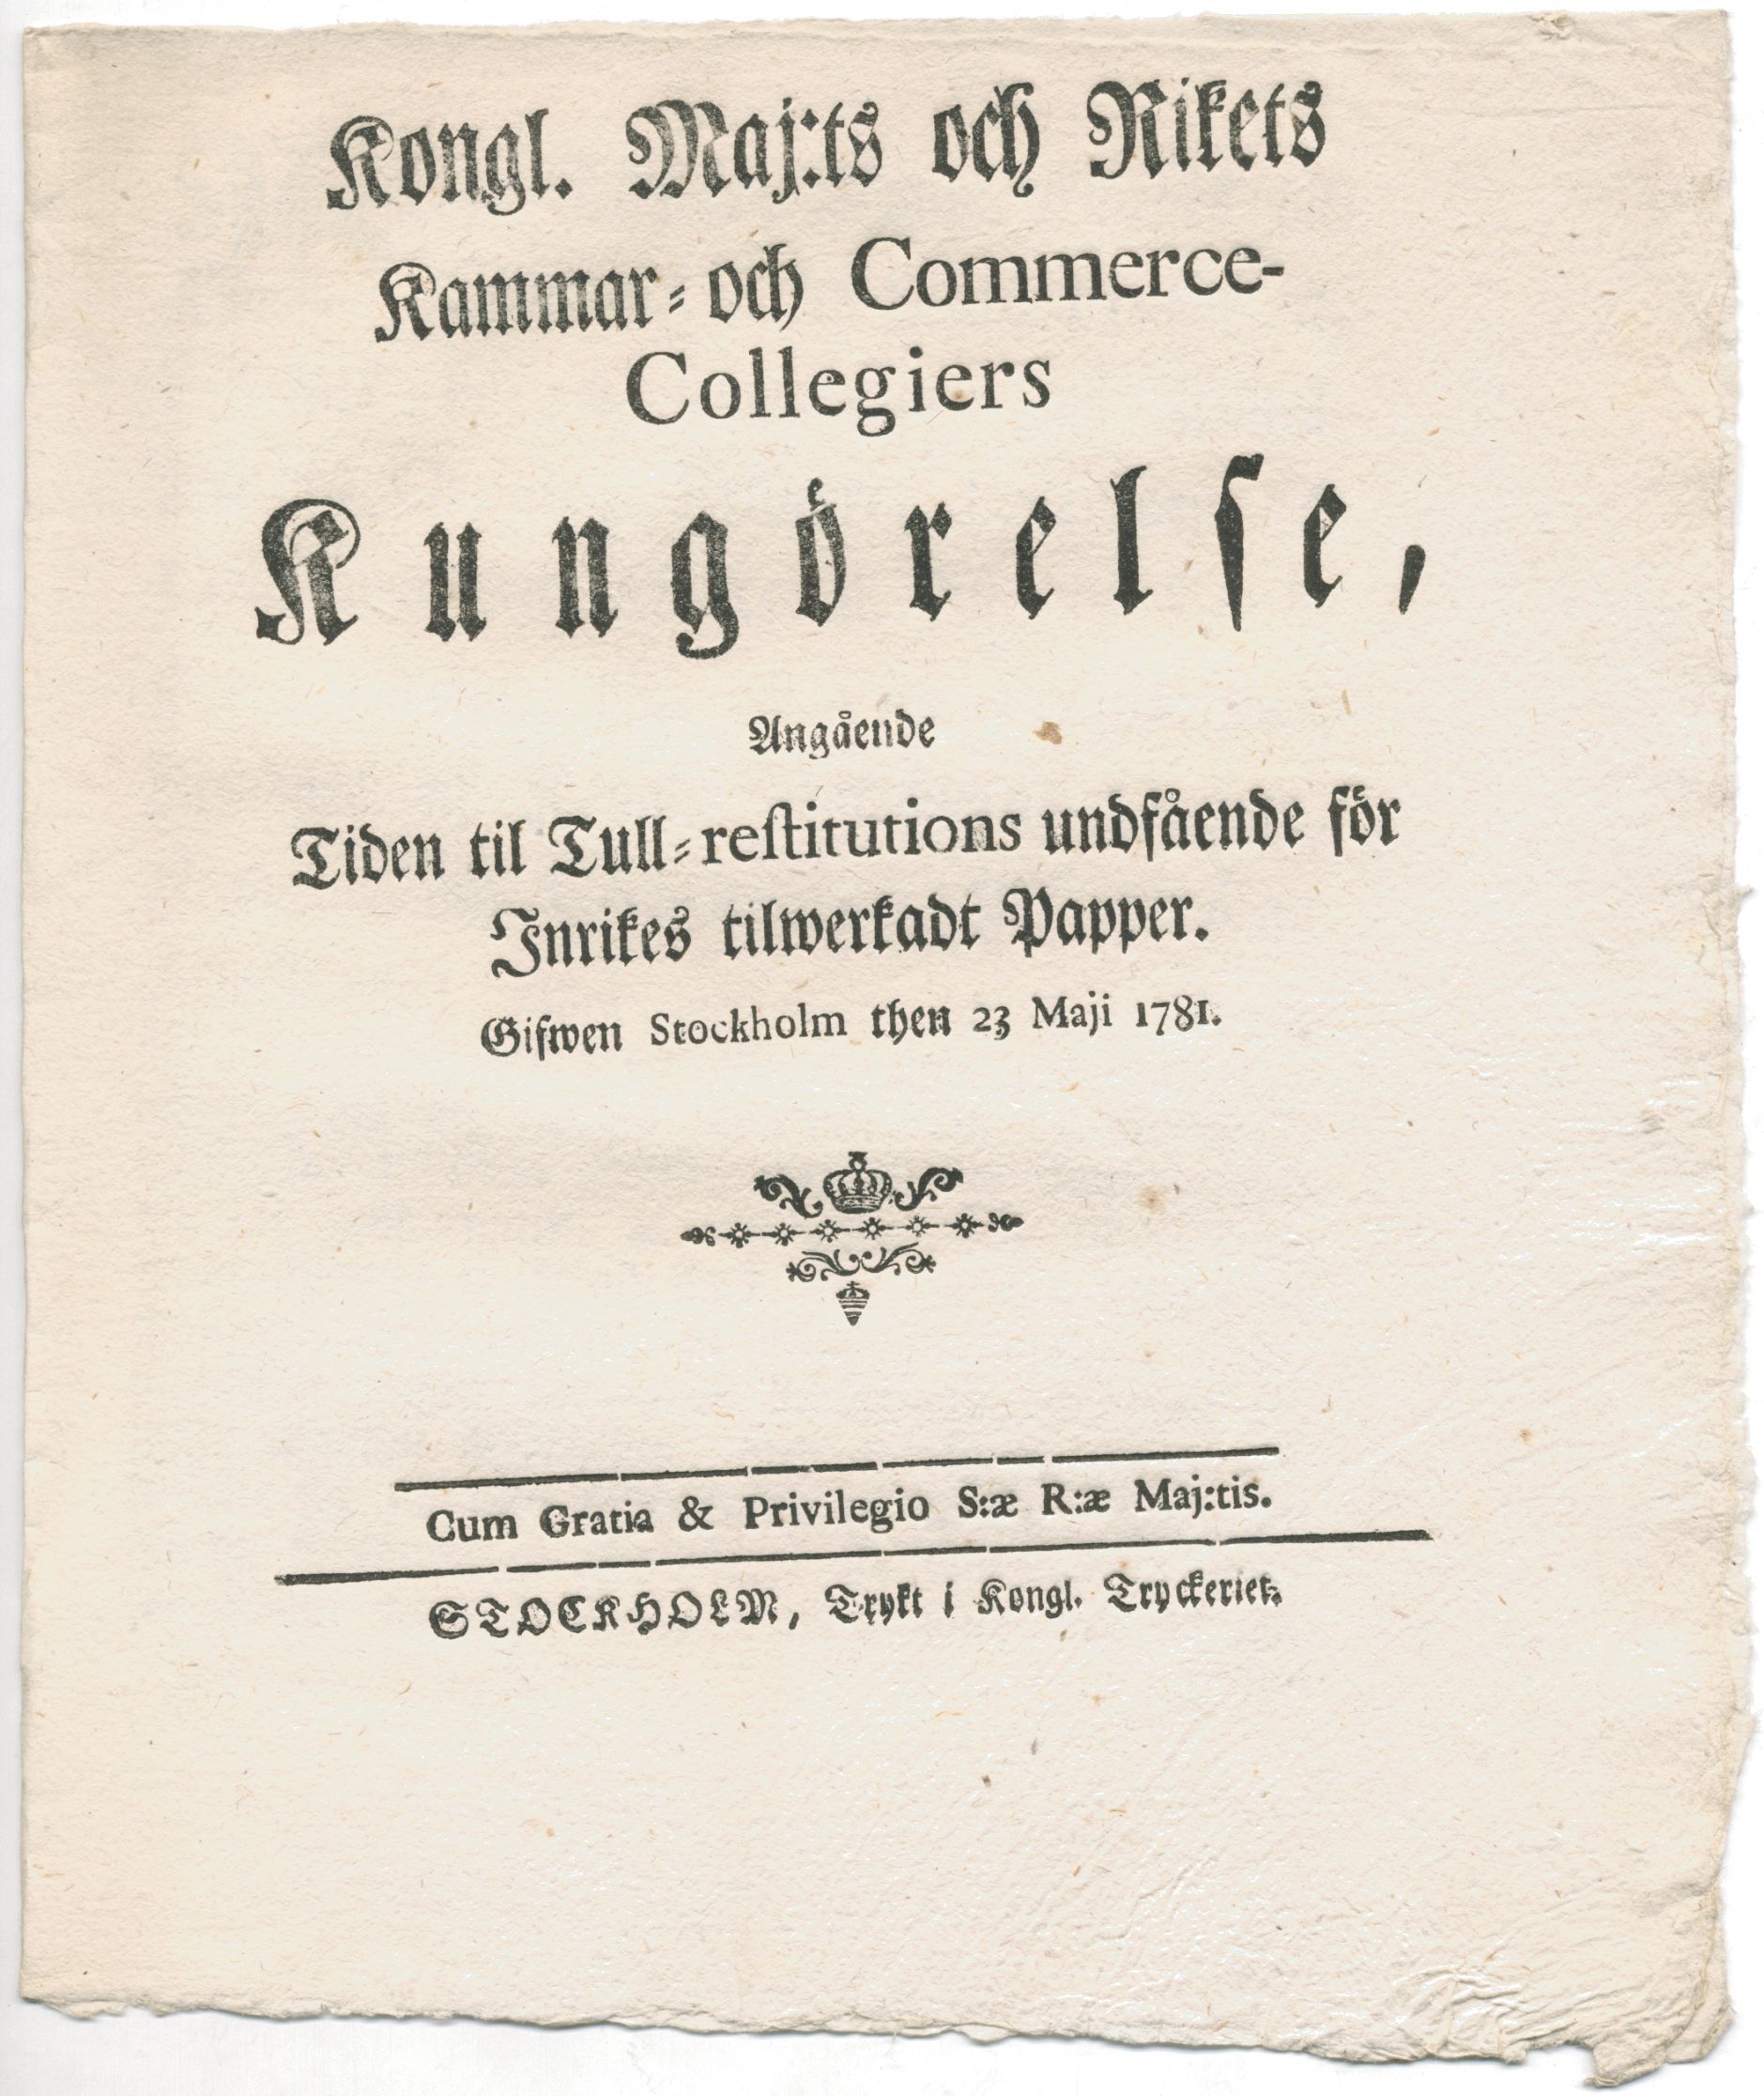 Kongl. Maj:ts och Rikets
Kammar- och Commerce-
Collegiers
Kungörelse,
Angående
Tiden til Tull-restitutions undfående för
Inrikes tilwerkadt Papper.
Gifwen Stockholm then 23 Maji 1781.
Cum Gratia & Privilegio S:æ R:æ Maj:tis.
STOCKHOLM, Trykt i Kongl. Tryckeriet.